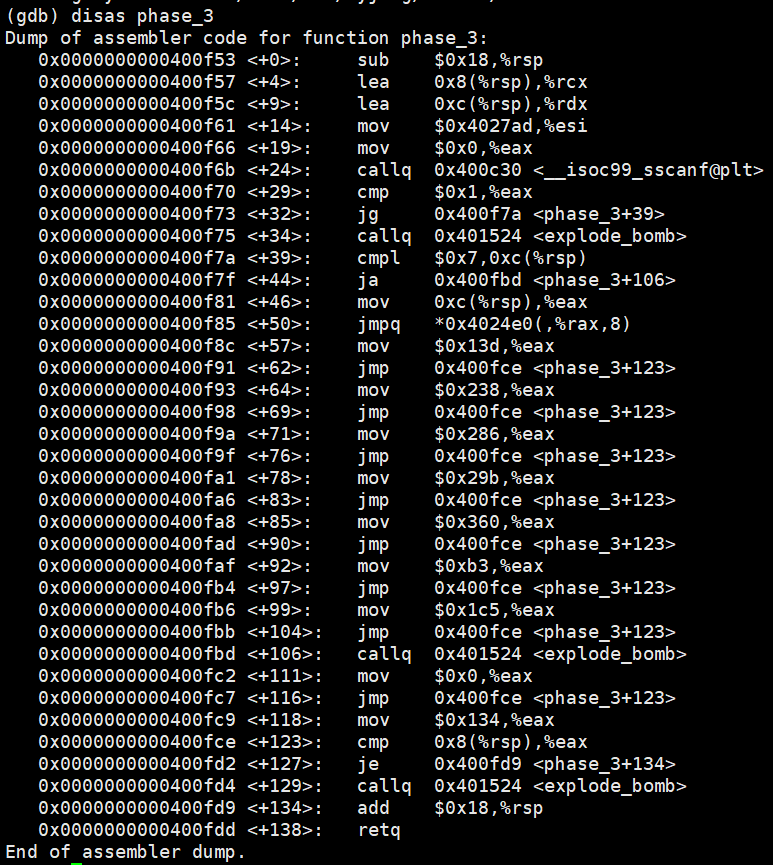 (gdb) disas phase_3
Dump of assembler code for function phase_3:
   0x0000000000400f53 <+0>:     sub    $0x18,%rsp
   0x0000000000400f57 <+4>:     lea    0x8(%rsp),%rcx
   0x0000000000400f5c <+9>:     lea    0xc(%rsp),%rdx
   0x0000000000400f61 <+14>:    mov    $0x4027ad,%esi
   0x0000000000400f66 <+19>:    mov    $0x0,%eax
   0x0000000000400f6b <+24>:    callq  0x400c30 <__isoc99_sscanf@plt>
   0x0000000000400f70 <+29>:    cmp    $0x1,%eax
   0x0000000000400f73 <+32>:    jg     0x400f7a <phase_3+39>
   0x0000000000400f75 <+34>:    callq  0x401524 <explode_bomb>
   0x0000000000400f7a <+39>:    cmpl   $0x7,0xc(%rsp)
   0x0000000000400f7f <+44>:    ja     0x400fbd <phase_3+106>
   0x0000000000400f81 <+46>:    mov    0xc(%rsp),%eax
   0x0000000000400f85 <+50>:    jmpq   *0x4024e0(,%rax,8)
   0x0000000000400f8c <+57>:    mov    $0x13d,%eax
   0x0000000000400f91 <+62>:    jmp    0x400fce <phase_3+123>
   0x0000000000400f93 <+64>:    mov    $0x238,%eax
   0x0000000000400f98 <+69>:    jmp    0x400fce <phase_3+123>
   0x0000000000400f9a <+71>:    mov    $0x286,%eax
   0x0000000000400f9f <+76>:    jmp    0x400fce <phase_3+123>
   0x0000000000400fa1 <+78>:    mov    $0x29b,%eax
   0x0000000000400fa6 <+83>:    jmp    0x400fce <phase_3+123>
   0x0000000000400fa8 <+85>:    mov    $0x360,%eax
   0x0000000000400fad <+90>:    jmp    0x400fce <phase_3+123>
   0x0000000000400faf <+92>:    mov    $0xb3,%eax
   0x0000000000400fb4 <+97>:    jmp    0x400fce <phase_3+123>
   0x0000000000400fb6 <+99>:    mov    $0x1c5,%eax
   0x0000000000400fbb <+104>:   jmp    0x400fce <phase_3+123>
   0x0000000000400fbd <+106>:   callq  0x401524 <explode_bomb>
   0x0000000000400fc2 <+111>:   mov    $0x0,%eax
   0x0000000000400fc7 <+116>:   jmp    0x400fce <phase_3+123>
   0x0000000000400fc9 <+118>:   mov    $0x134,%eax
   0x0000000000400fce <+123>:   cmp    0x8(%rsp),%eax
   0x0000000000400fd2 <+127>:   je     0x400fd9 <phase_3+134>
   0x0000000000400fd4 <+129>:   callq  0x401524 <explode_bomb>
   0x0000000000400fd9 <+134>:   add    $0x18,%rsp
   0x0000000000400fdd <+138>:   retq
End of assembler dump.